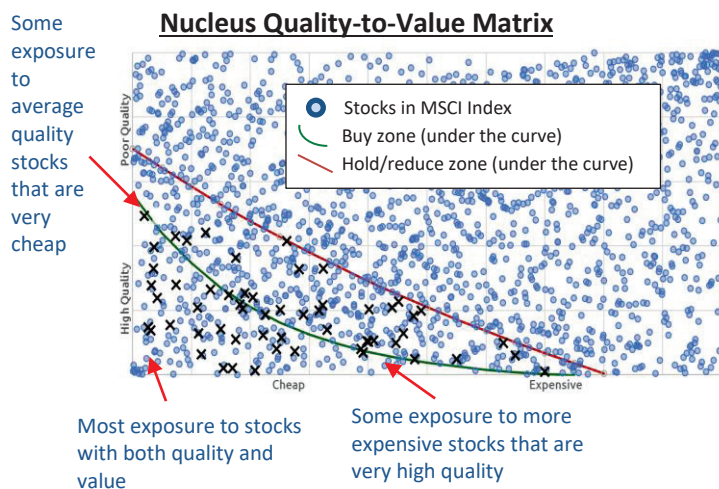 Nucleus Quality-to-Value Matrix
Some
exposure
to
average
quality
stocks
that are
very
cheap
Poor Quality
High Quality
Stocks in MSCI Index
Buy zone (under the curve)
Hold/reduce zone (under the curve)
Cheap
Expensive
Most exposure to stocks
with both quality and
value
Some exposure to more
expensive stocks that are
very high quality